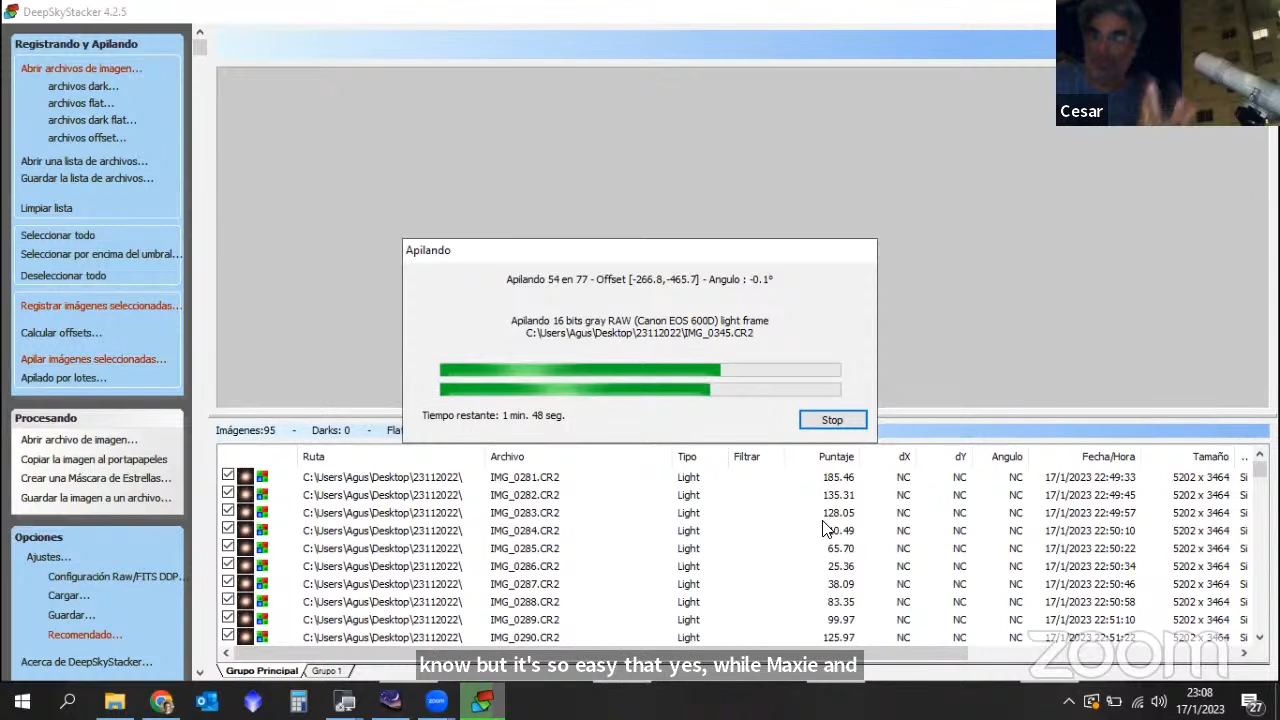 DeepSkyStacker 4.2.5
Registrando y Apilando
Abrir archivos de imagen...
archivos dark...
archivos flat...
archivos dark flat...
archivos offset...
Abrir una lista de archivos...
Guardar la lista de archivos...
Limpiar lista
Seleccionar todo
Seleccionar por encima del umbral...
Deseleccionar todo
Registrar imágenes seleccionadas...
Calcular offsets...
Apilar imágenes seleccionadas...
Apilado por lotes...
Procesando
Abrir archivo de imagen...
Copiar la imagen al portapapeles
Crear una Máscara de Estrellas...
Guardar la imagen a un archivo...
Opciones
Ajustes...
Configuración Raw/FITS DDP...
Cargar...
Guardar...
Recomendado...
Acerca de DeepSkyStacker...
Cesar
Apilando
Apilando 54 en 77 - Offset [-266.8,-465.7] - Angulo : -0.1°
Apilando 16 bits gray RAW (Canon EOS 600D) light frame
C:\Users\Agus\Desktop\23112022\IMG_0345.CR2
Tiempo restante: 1 min. 48 seg.
Stop
Imágenes:95 - Darks: 0 - Flat
Ruta Archivo Tipo Filtrar Puntaje dX dY Angulo Fecha/Hora Tamaño ..
C:\Users\Agus\Desktop\23112022\ IMG_0281.CR2 Light 185.46 NC NC NC 17/1/2023 22:49:33 5202 x 3464 Si
C:\Users\Agus\Desktop\23112022\ IMG_0282.CR2 Light 135.31 NC NC NC 17/1/2023 22:49:45 5202 x 3464 Si
C:\Users\Agus\Desktop\23112022\ IMG_0283.CR2 Light 128.05 NC NC NC 17/1/2023 22:49:57 5202 x 3464 Si
C:\Users\Agus\Desktop\23112022\ IMG_0284.CR2 Light 0.49 NC NC NC 17/1/2023 22:50:10 5202 x 3464 Si
C:\Users\Agus\Desktop\23112022\ IMG_0285.CR2 Light 65.70 NC NC NC 17/1/2023 22:50:22 5202 x 3464 Si
C:\Users\Agus\Desktop\23112022\ IMG_0286.CR2 Light 25.36 NC NC NC 17/1/2023 22:50:34 5202 x 3464 Si
C:\Users\Agus\Desktop\23112022\ IMG_0287.CR2 Light 38.09 NC NC NC 17/1/2023 22:50:46 5202 x 3464 Si
C:\Users\Agus\Desktop\23112022\ IMG_0288.CR2 Light 83.35 NC NC NC 17/1/2023 22:50:58 5202 x 3464 Si
C:\Users\Agus\Desktop\23112022\ IMG_0289.CR2 Light 99.97 NC NC NC 17/1/2023 22:51:10 5202 x 3464 Si
C:\Users\Agus\Desktop\23112022\ IMG_0290.CR2 Light 125.97 NC NC NC 17/1/2023 22:51:22 5202 x 3464 Si
Grupo Principal Grupo 1
know but it's so easy that yes, while Maxie and
zoom
zoom
23:08
17/1/2023
27